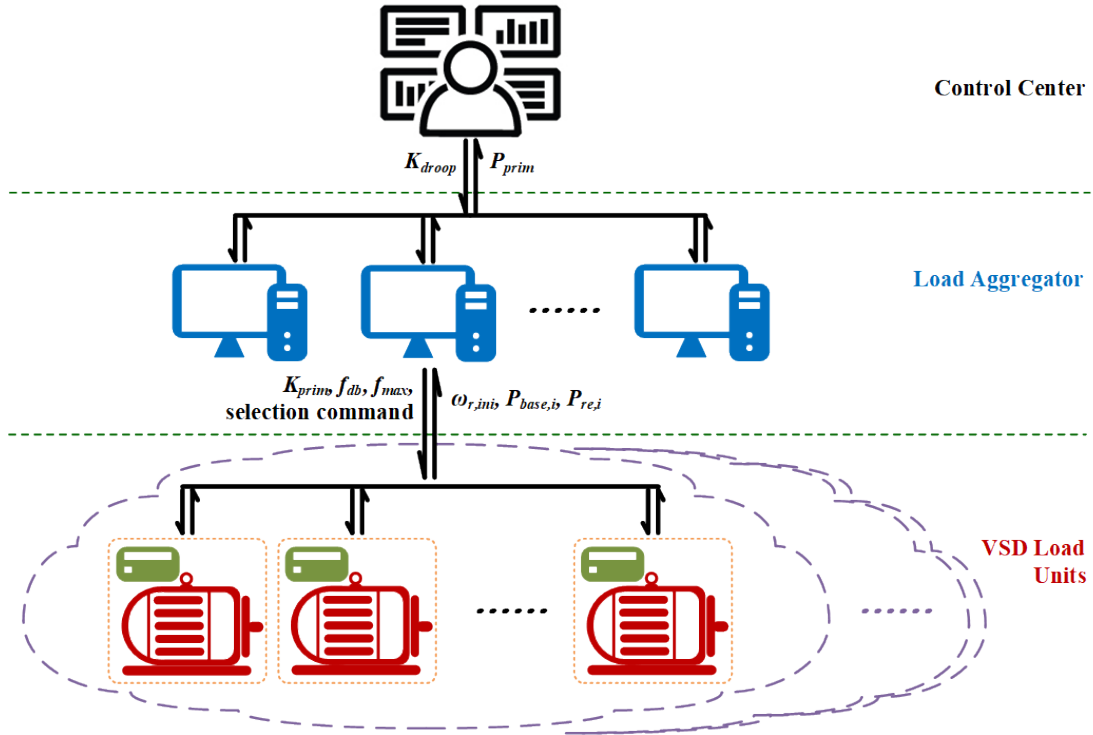 Control Center
K_droop P_prim
Load Aggregator
......
K_prim, f_db, f_max,
selection command
ω_r,ini, P_base,i, P_re,i
VSD Load
Units
......
......